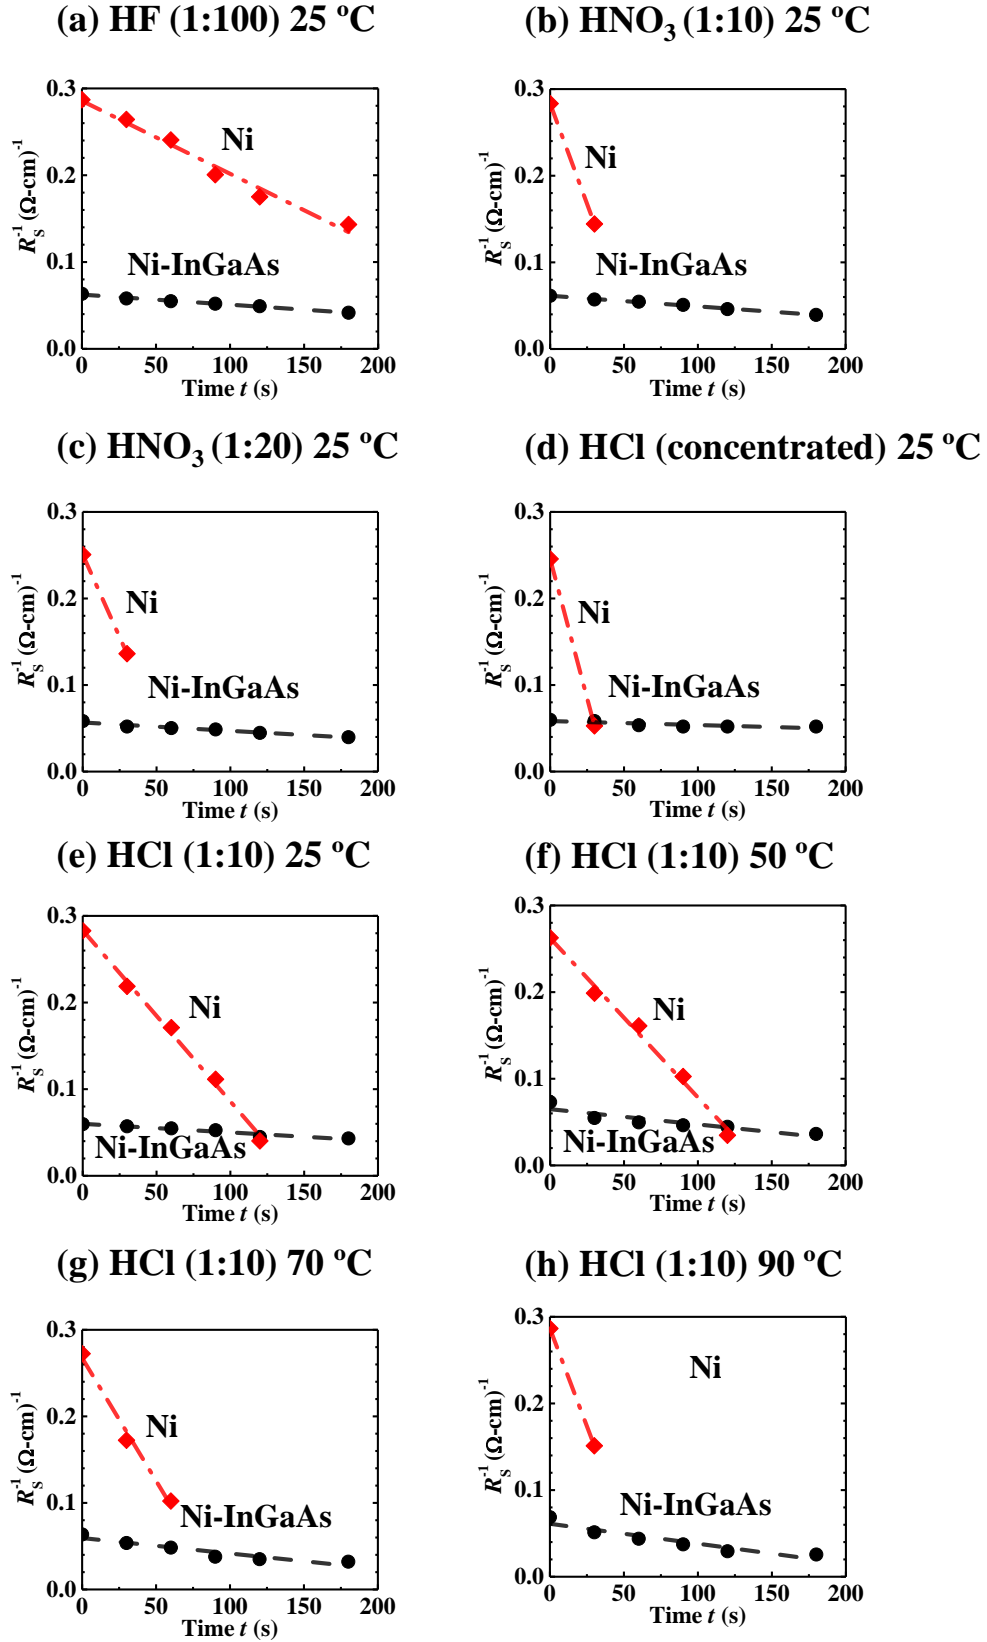 (a) HF (1:100) 25 ºC
(b) HNO3 (1:10) 25 ºC
0.3
0.2
0.1
0.0
0 50 100 150 200
RS-1 (Ω-cm)-1
Time t (s)
Ni
Ni-InGaAs
0.3
0.2
0.1
0.0
0 50 100 150 200
RS-1 (Ω-cm)-1
Time t (s)
Ni
Ni-InGaAs
(c) HNO3 (1:20) 25 ºC
(d) HCl (concentrated) 25 ºC
0.3
0.2
0.1
0.0
0 50 100 150 200
RS-1 (Ω-cm)-1
Time t (s)
Ni
Ni-InGaAs
0.3
0.2
0.1
0.0
0 50 100 150 200
RS-1 (Ω-cm)-1
Time t (s)
Ni
Ni-InGaAs
(e) HCl (1:10) 25 ºC
(f) HCl (1:10) 50 ºC
0.3
0.2
0.1
0.0
0 50 100 150 200
RS-1 (Ω-cm)-1
Time t (s)
Ni
Ni-InGaAs
0.3
0.2
0.1
0.0
0 50 100 150 200
RS-1 (Ω-cm)-1
Time t (s)
Ni
Ni-InGaAs
(g) HCl (1:10) 70 ºC
(h) HCl (1:10) 90 ºC
0.3
0.2
0.1
0.0
0 50 100 150 200
RS-1 (Ω-cm)-1
Time t (s)
Ni
Ni-InGaAs
0.3
0.2
0.1
0.0
0 50 100 150 200
RS-1 (Ω-cm)-1
Time t (s)
Ni
Ni-InGaAs